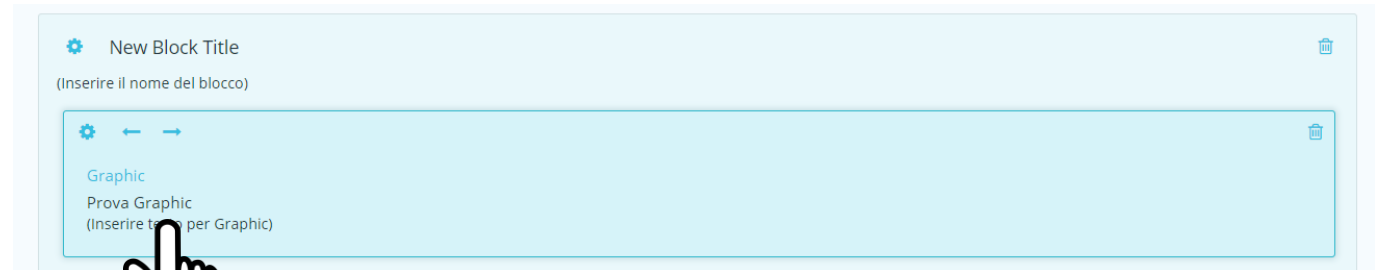 New Block Title
(Inserire il nome del blocco)
Graphic
Prova Graphic
(Inserire per Graphic)